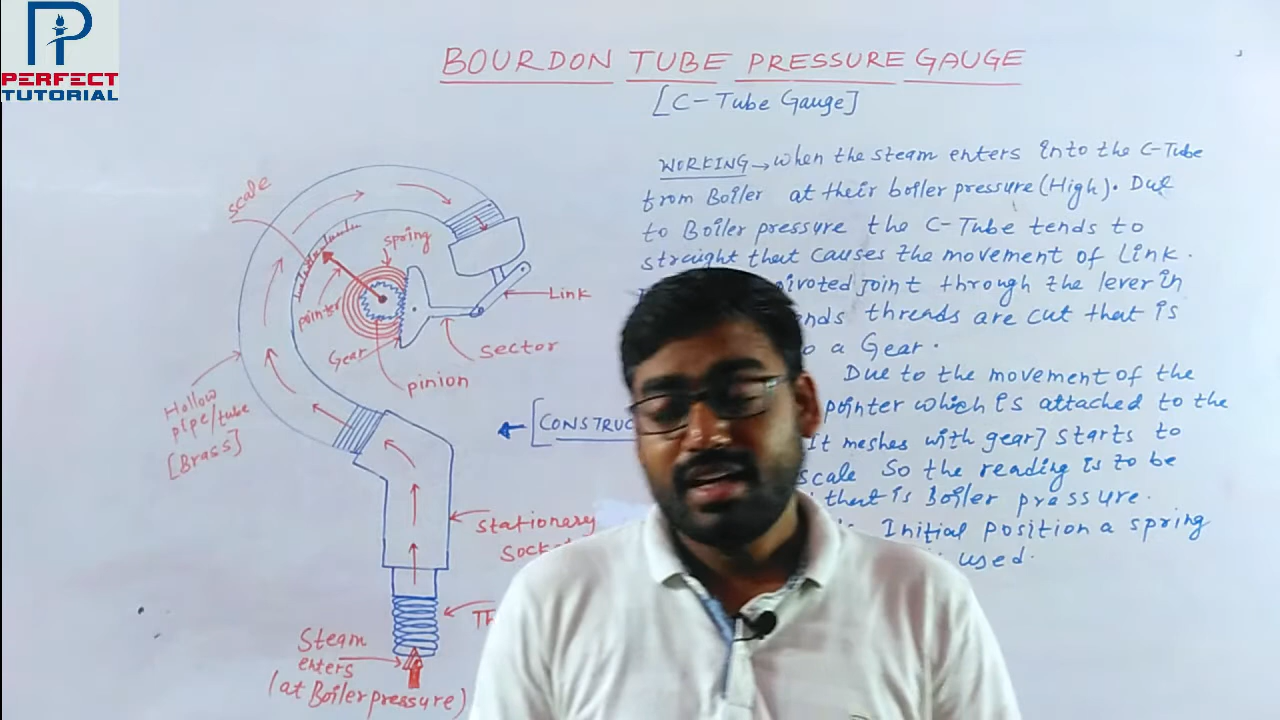 PERFECT
TUTORIAL
BOURDON TUBE PRESSURE GAUGE
[C-Tube Gauge]
WORKING → when the steam enters into the C-Tube
from Boiler at their boiler pressure (High). Due
to Boiler pressure the C-Tube tends to
straight that causes the movement of Link.
pivoted joint through the lever in
ends threads are cut that is
o a Gear.
Due to the movement of the
pointer which is attached to the
It meshes with gear] starts to
scale so the reading is to be
that is Boiler pressure.
Initial position a spring
used.
scale
spring
pointer
Link
Gear
sector
pinion
Hollow
pipe/tube
[Brass]
[CONSTRUC
Stationary
Sock
Th
Steam
enters
(at Boiler pressure)